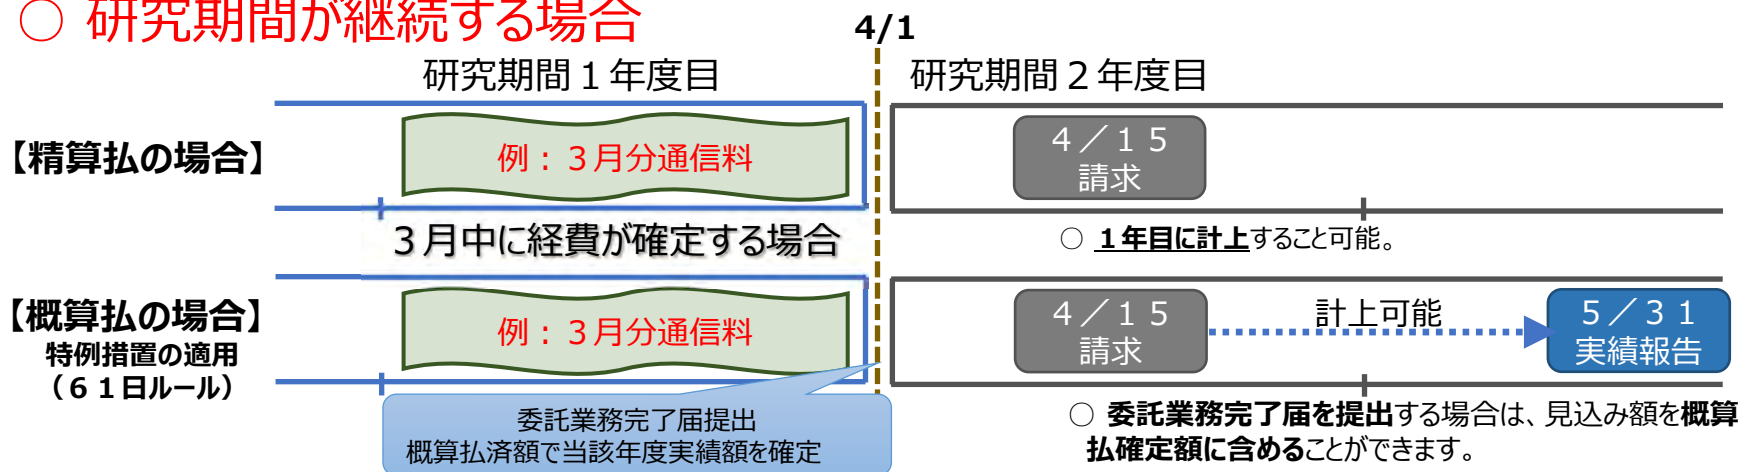 ○ 研究期間が継続する場合
4/1
研究期間１年度目
研究期間２年度目
【精算払の場合】
例：３月分通信料
４／１５
請求
３月中に経費が確定する場合
○ １年目に計上すること可能。
【概算払の場合】
特例措置の適用
（６１日ルール）
例：３月分通信料
４／１５
請求
計上可能
５／３１
実績報告
委託業務完了届提出
概算払済額で当該年度実績額を確定
○ 委託業務完了届を提出する場合は、見込み額を概算
払確定額に含めることができます。